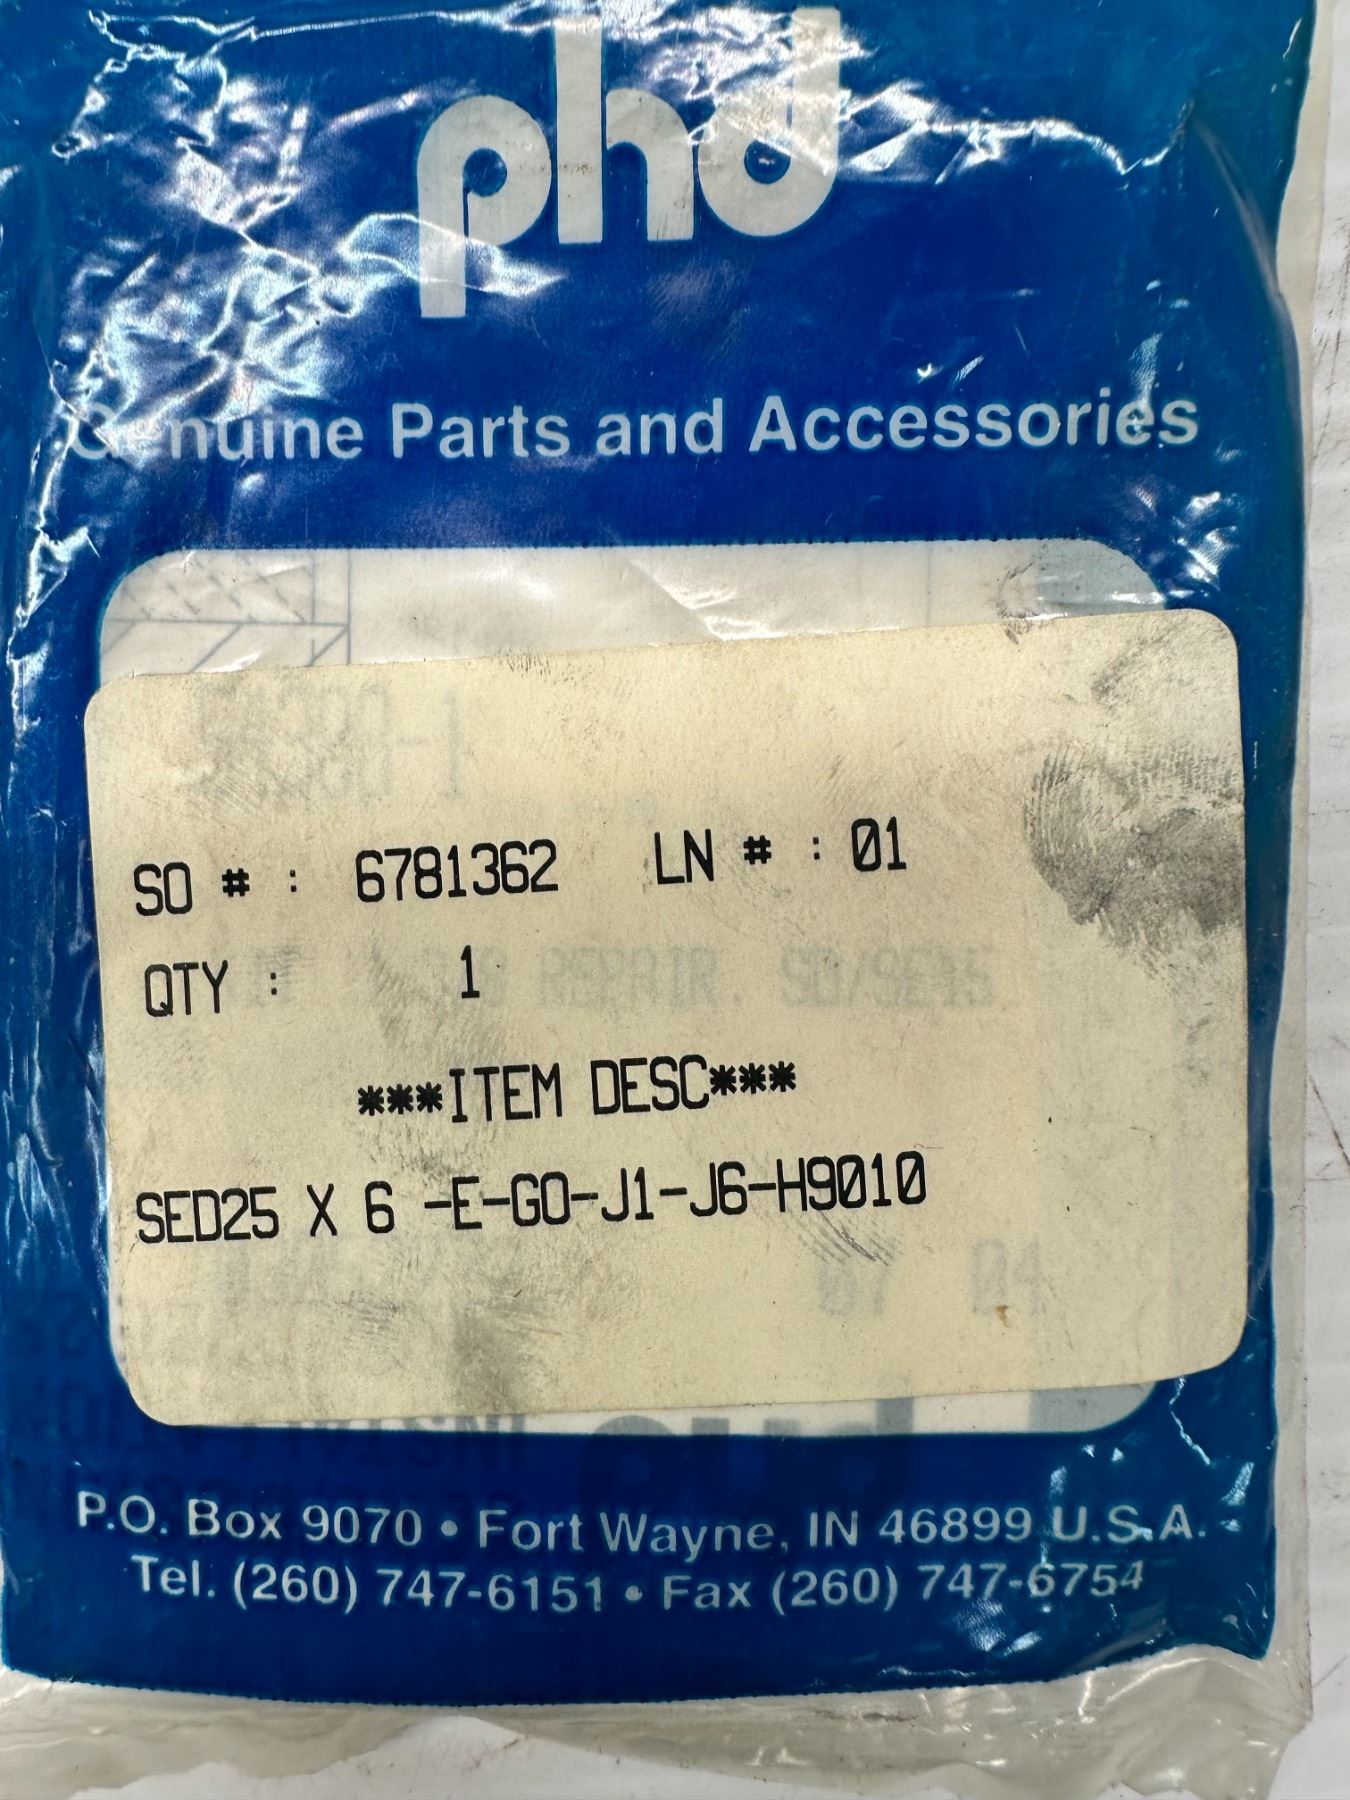 phd
Genuine Parts and Accessories
SO # : 6781362 LN # : 01
QTY : 1
***ITEM DESC***
SED25 X 6 -E-GO-J1-J6-H9010
P.O. Box 9070 • Fort Wayne, IN 46899 U.S.A.
Tel. (260) 747-6151 • Fax (260) 747-6754